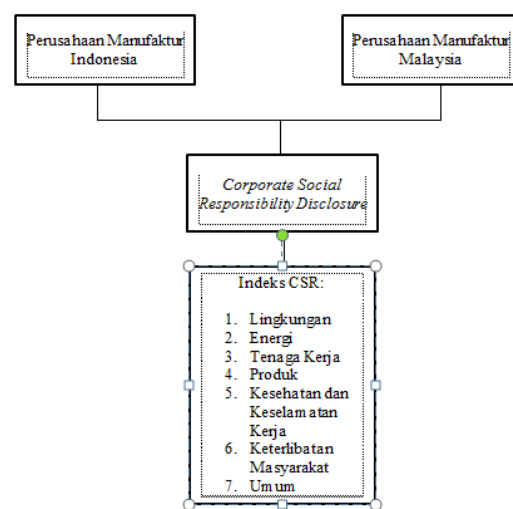 Perusahaan Manufaktur
Indonesia
Perusahaan Manufaktur
Malaysia
Corporate Social
Responsibility Disclosure
Indeks CSR:
1. Lingkungan
2. Energi
3. Tenaga Kerja
4. Produk
5. Kesehatan dan
Keselamatan
Kerja
6. Keterlibatan
Masyarakat
7. Umum